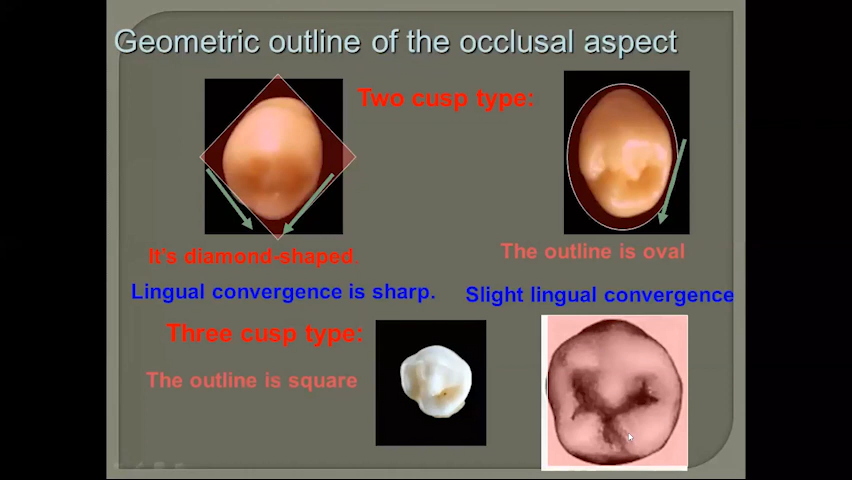 Geometric outline of the occlusal aspect
Two cusp type:
It's diamond-shaped.
The outline is oval
Lingual convergence is sharp.
Slight lingual convergence
Three cusp type:
The outline is square